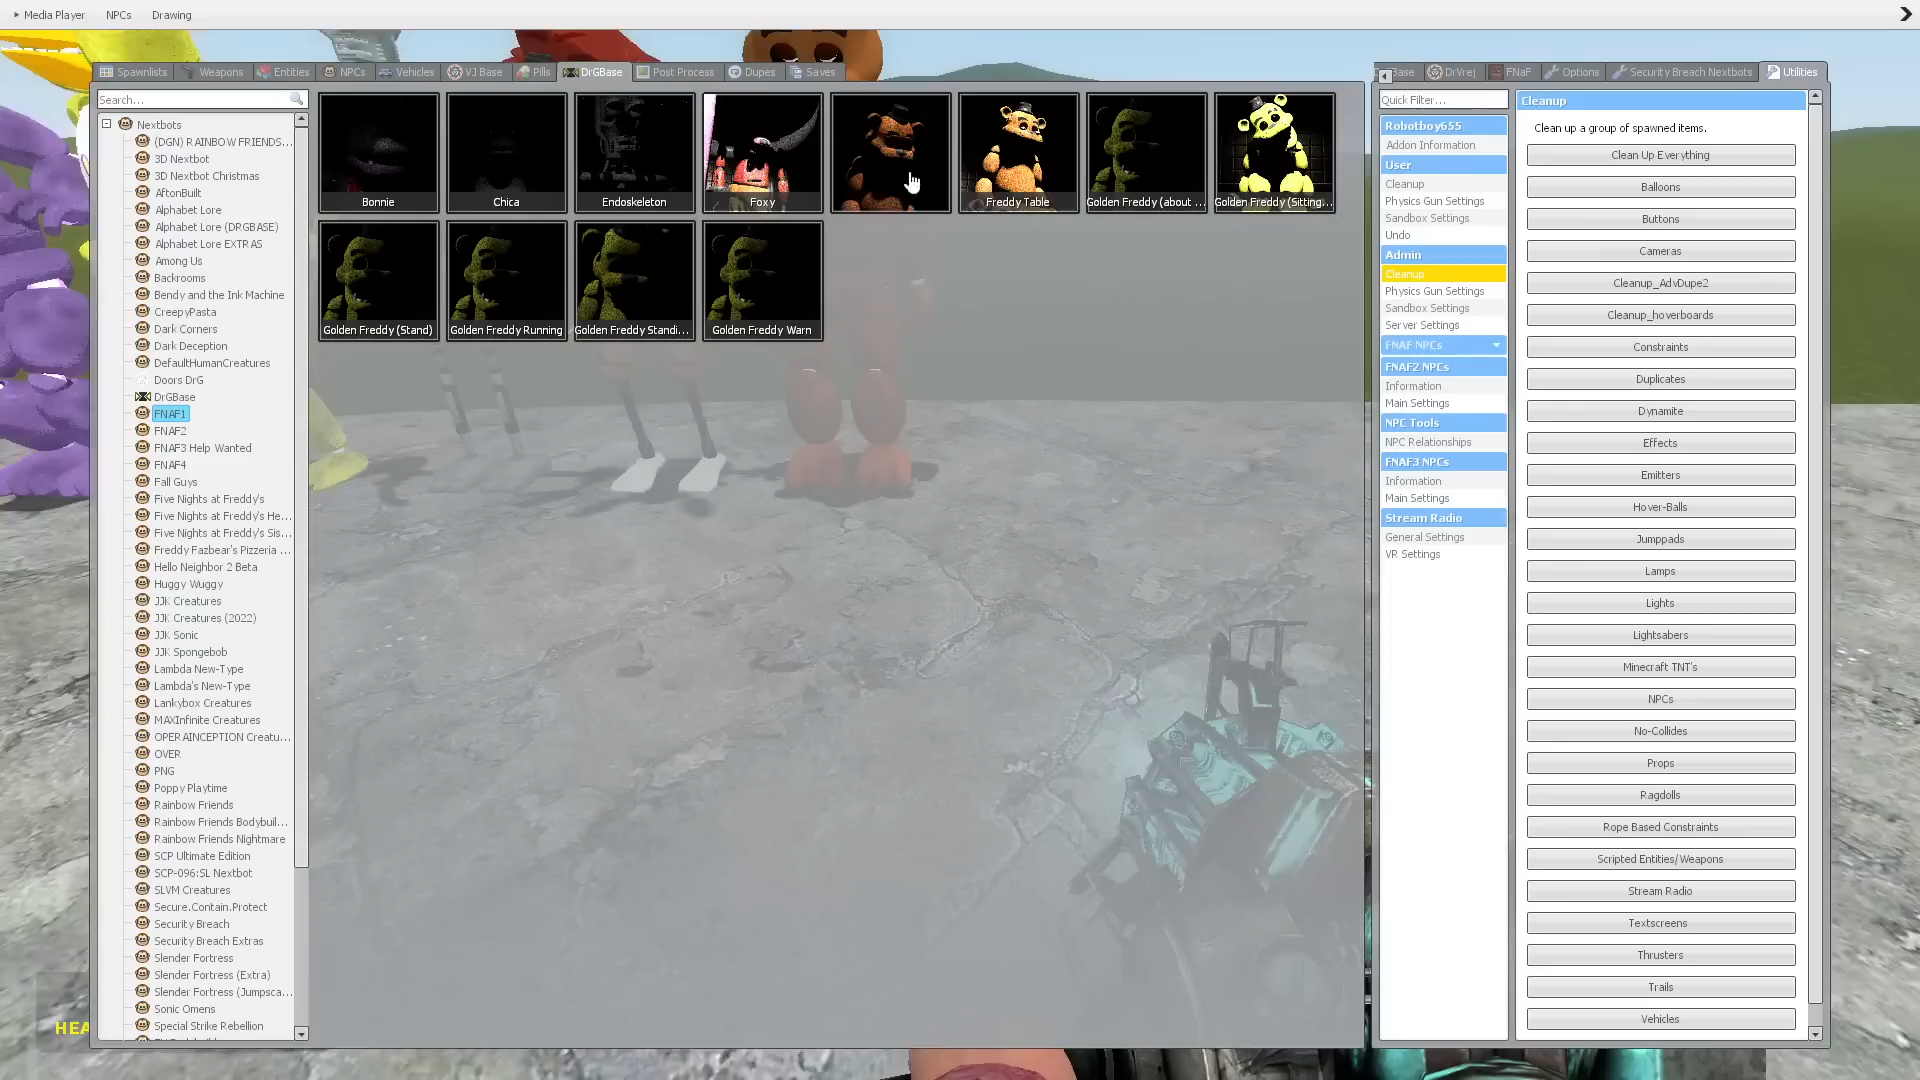 Media Player NPCs Drawing
Spawnlists Weapons Entities NPCs Vehicles VJ Base Pills DrGBase Post Process Dupes Saves
Search...
Nextbots
(DGN) RAINBOW FRIENDS...
3D Nextbot
3D Nextbot Christmas
AftonBuilt
Alphabet Lore
Alphabet Lore (DRGBASE)
Alphabet Lore EXTRAS
Among Us
Backrooms
Bendy and the Ink Machine
CreepyPasta
Dark Corners
Dark Deception
DefaultHumanCreatures
Doors DrG
DrGBase
FNAF1
FNAF2
FNAF3 Help Wanted
FNAF4
Fall Guys
Five Nights at Freddy's
Five Nights at Freddy's He...
Five Nights at Freddy's Sis...
Freddy Fazbear's Pizzeria ...
Hello Neighbor 2 Beta
Huggy Wuggy
JJK Creatures
JJK Creatures (2022)
JJK Sonic
JJK Spongebob
Lambda New-Type
Lambda's New-Type
Lankybox Creatures
MAXInfinite Creatures
OPERAINCEPTION Creatu...
OVER
PNG
Poppy Playtime
Rainbow Friends
Rainbow Friends Bodybuil...
Rainbow Friends Nightmare
SCP Ultimate Edition
SCP-096:SL Nextbot
SLVM Creatures
Secure.Contain.Protect
Security Breach
Security Breach Extras
Slender Fortress
Slender Fortress (Extra)
Slender Fortress (Jumpsca...
Sonic Omens
Special Strike Rebellion
HEA
Bonnie Chica Endoskeleton Foxy Freddy Table Golden Freddy (about ... Golden Freddy (Sitting...
Golden Freddy (Stand) Golden Freddy Running Golden Freddy Standi... Golden Freddy Warn
Base DrVrej FNaF Options Security Breach Nextbots Utilities
Quick Filter...
Robotboy655
Addon Information
User
Cleanup
Physics Gun Settings
Sandbox Settings
Undo
Admin
Cleanup
Physics Gun Settings
Sandbox Settings
Server Settings
FNAF NPCs
FNAF2 NPCs
Information
Main Settings
NPC Tools
NPC Relationships
FNAF3 NPCs
Information
Main Settings
Stream Radio
General Settings
VR Settings
Cleanup
Clean up a group of spawned items.
Clean Up Everything
Balloons
Buttons
Cameras
Cleanup_AdvDupe2
Cleanup_hoverboards
Constraints
Duplicates
Dynamite
Effects
Emitters
Hover-Balls
Jumppads
Lamps
Lights
Lightsabers
Minecraft TNT's
NPCs
No-Collides
Props
Ragdolls
Rope Based Constraints
Scripted Entities/Weapons
Stream Radio
Textscreens
Thrusters
Trails
Vehicles